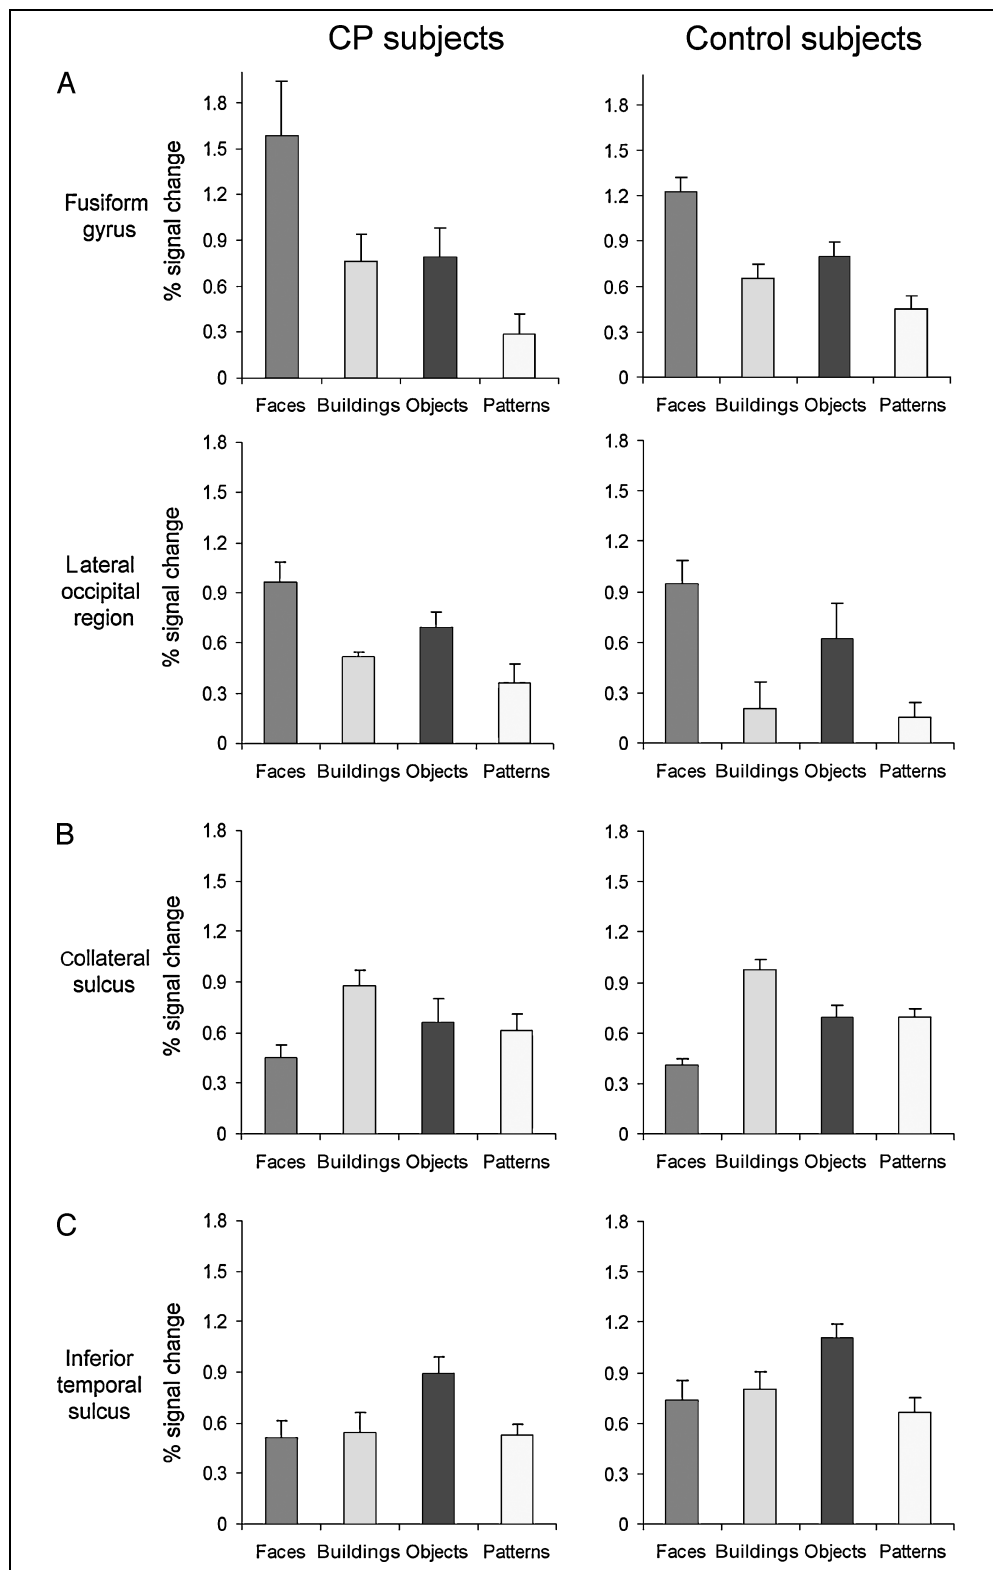 CP subjects
Control subjects
A
Fusiform
gyrus
% signal change
1.8
1.5
1.2
0.9
0.6
0.3
0
Faces Buildings Objects Patterns
1.8
1.5
1.2
0.9
0.6
0.3
0
Faces Buildings Objects Patterns
Lateral
occipital
region
% signal change
1.8
1.5
1.2
0.9
0.6
0.3
0
Faces Buildings Objects Patterns
1.8
1.5
1.2
0.9
0.6
0.3
0
Faces Buildings Objects Patterns
B
Collateral
sulcus
% signal change
1.8
1.5
1.2
0.9
0.6
0.3
0
Faces Buildings Objects Patterns
1.8
1.5
1.2
0.9
0.6
0.3
0
Faces Buildings Objects Patterns
C
Inferior
temporal
sulcus
% signal change
1.8
1.5
1.2
0.9
0.6
0.3
0
Faces Buildings Objects Patterns
1.8
1.5
1.2
0.9
0.6
0.3
0
Faces Buildings Objects Patterns